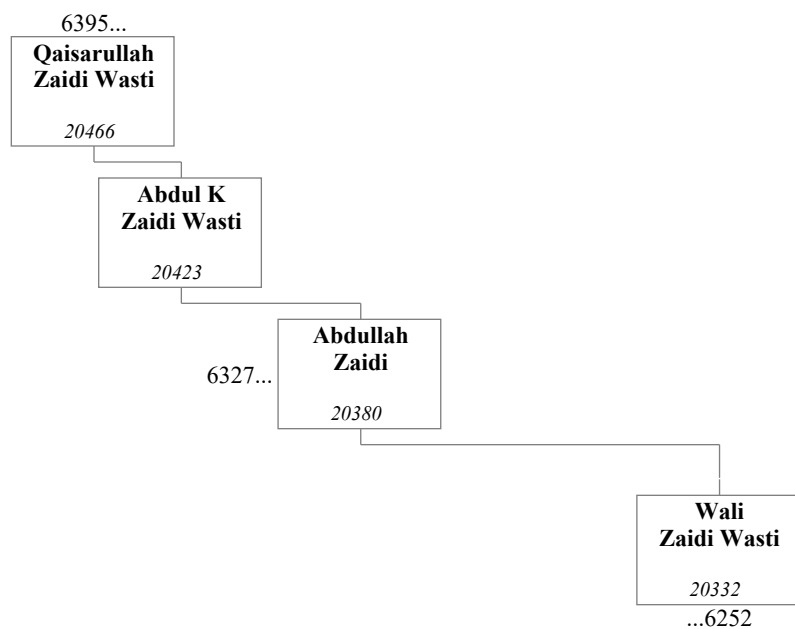 6395...
Qaisarullah
Zaidi Wasti
20466
Abdul K
Zaidi Wasti
20423
Abdullah
Zaidi
6327...
20380
Wali
Zaidi Wasti
20332
...6252